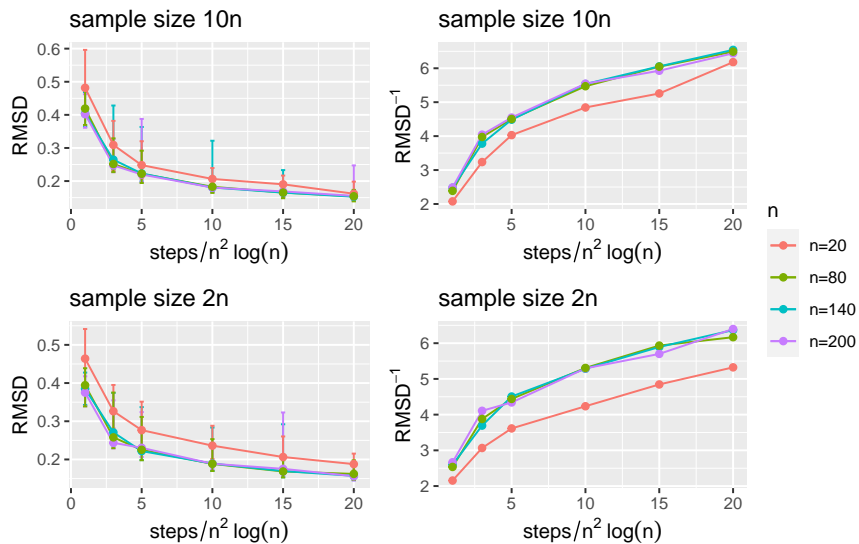 sample size 10n
RMSD
0.6
0.5
0.4
0.3
0.2
0 5 10 15 20
steps/n² log(n)
sample size 10n
RMSD⁻¹
6
5
4
3
2
5 10 15 20
steps/n² log(n)
sample size 2n
RMSD
0.5
0.4
0.3
0.2
0 5 10 15 20
steps/n² log(n)
sample size 2n
RMSD⁻¹
6
5
4
3
2
5 10 15 20
steps/n² log(n)
n
n=20
n=80
n=140
n=200